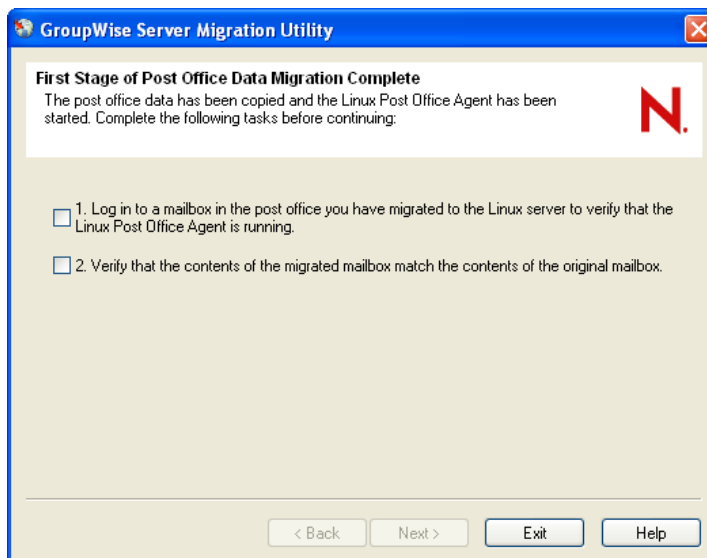 GroupWise Server Migration Utility
First Stage of Post Office Data Migration Complete
The post office data has been copied and the Linux Post Office Agent has been
started. Complete the following tasks before continuing:
N.
1. Log in to a mailbox in the post office you have migrated to the Linux server to verify that the
Linux Post Office Agent is running.
2. Verify that the contents of the migrated mailbox match the contents of the original mailbox.
< Back
Next >
Exit
Help